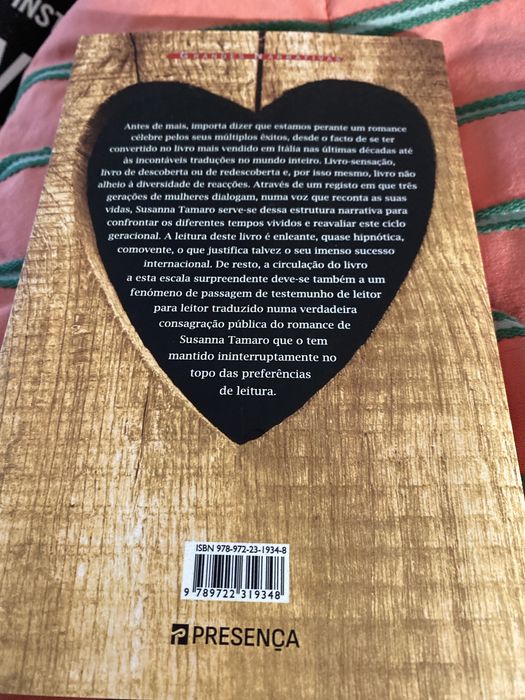 INST
GRANDES NARRATIVAS
Antes de mais, importa dizer que estamos perante um romance
célebre pelos seus múltiplos êxitos, desde o facto de se ter
convertido no livro mais vendido em Itália nas últimas décadas até
às incontáveis traduções no mundo inteiro. Livro-sensação,
livro de descoberta ou de redescoberta e, por isso mesmo, livro não
alheio à diversidade de reacções. Através de um registo em que três
gerações de mulheres dialogam, numa voz que reconta as suas
vidas, Susanna Tamaro serve-se dessa estrutura narrativa para
confrontar os diferentes tempos vividos e reavaliar este ciclo
geracional. A leitura deste livro é enleante, quase hipnótica,
comovente, o que justifica talvez o seu imenso sucesso
internacional. De resto, a circulação do livro
a esta escala surpreendente deve-se também a um
fenómeno de passagem de testemunho de leitor
para leitor traduzido numa verdadeira
consagração pública do romance de
Susanna Tamaro que o tem
mantido ininterruptamente no
topo das preferências
de leitura.
ISBN 978-972-23-1934-8
9 789722 319348
PRESENÇA